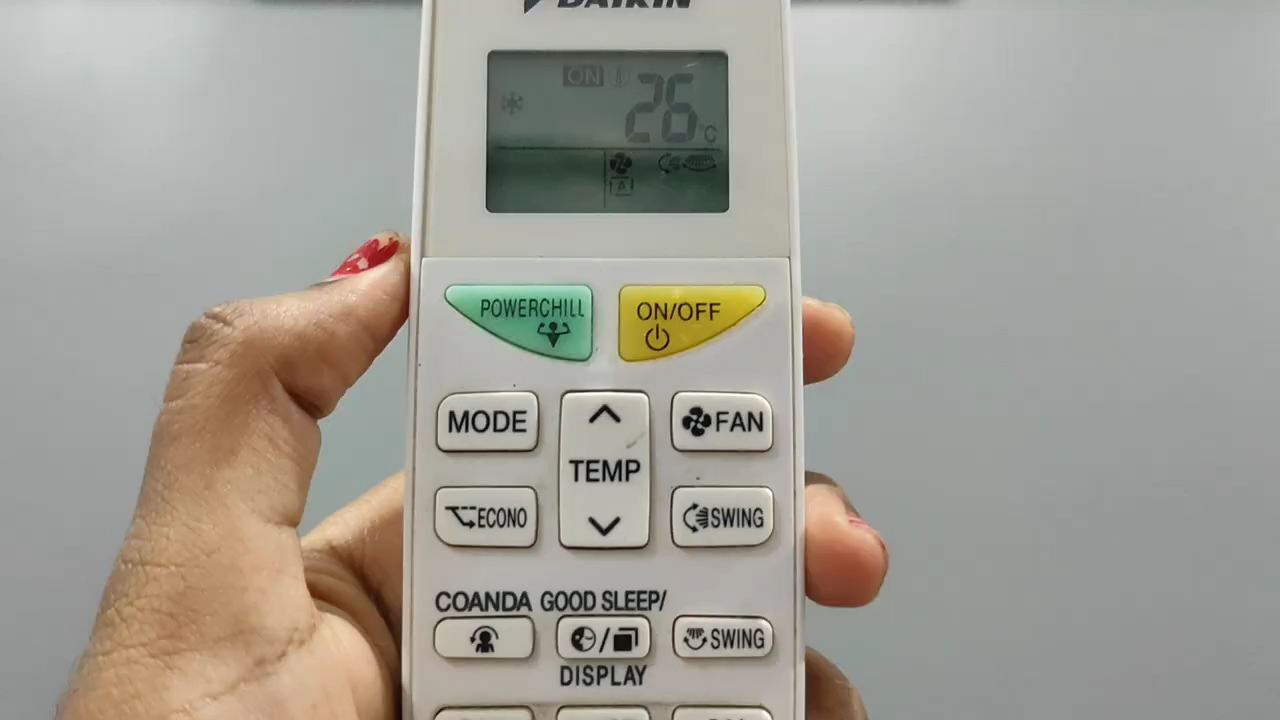 DAIKIN
ON
26 °C
A
POWERCHILL
ON/OFF
MODE
TEMP
FAN
ECONO
SWING
COANDA GOOD SLEEP/
/
SWING
DISPLAY